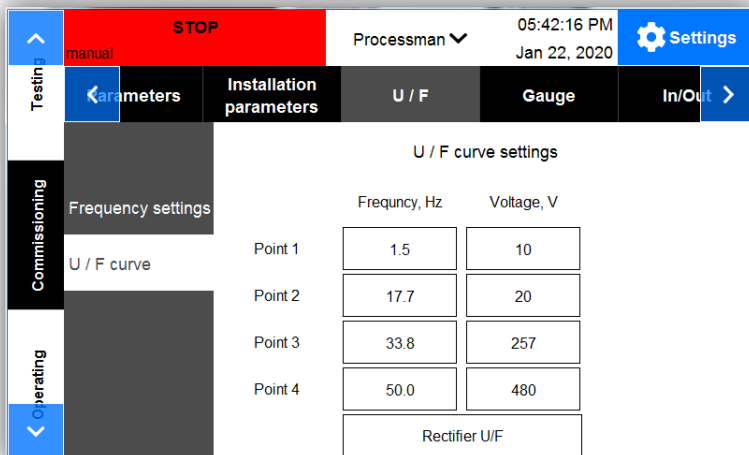 STOP
manual
Processman
05:42:16 PM
Jan 22, 2020
Settings
Testing
Commissioning
Operating
Parameters
Installation
parameters
U / F
Gauge
In/Out
Frequency settings
U / F curve
U / F curve settings
Frequncy, Hz Voltage, V
Point 1 1.5 10
Point 2 17.7 20
Point 3 33.8 257
Point 4 50.0 480
Rectifier U/F